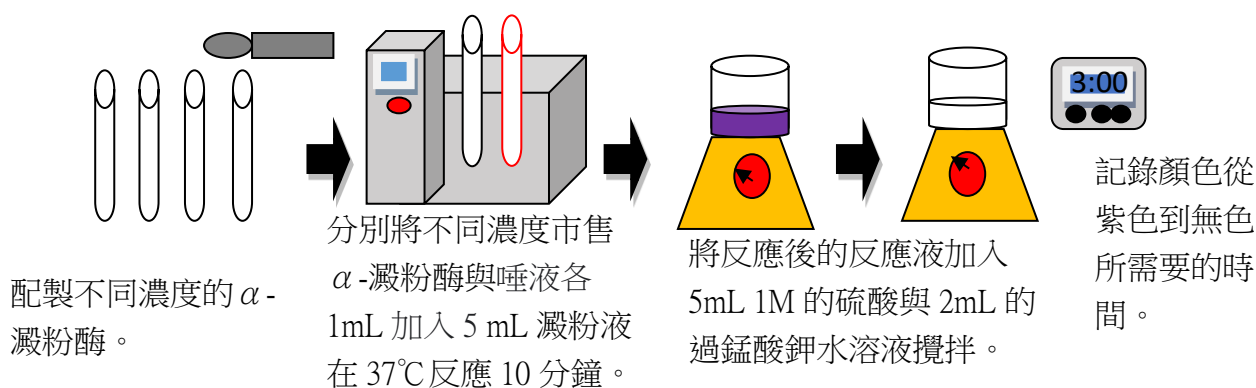 配製不同濃度的α-
澱粉酶。
分別將不同濃度市售
α-澱粉酶與唾液各
1mL 加入 5 mL 澱粉液
在 37℃反應 10 分鐘。
將反應後的反應液加入
5mL 1M 的硫酸與 2mL 的
過錳酸鉀水溶液攪拌。
3:00
記錄顏色從
紫色到無色
所需要的時
間。